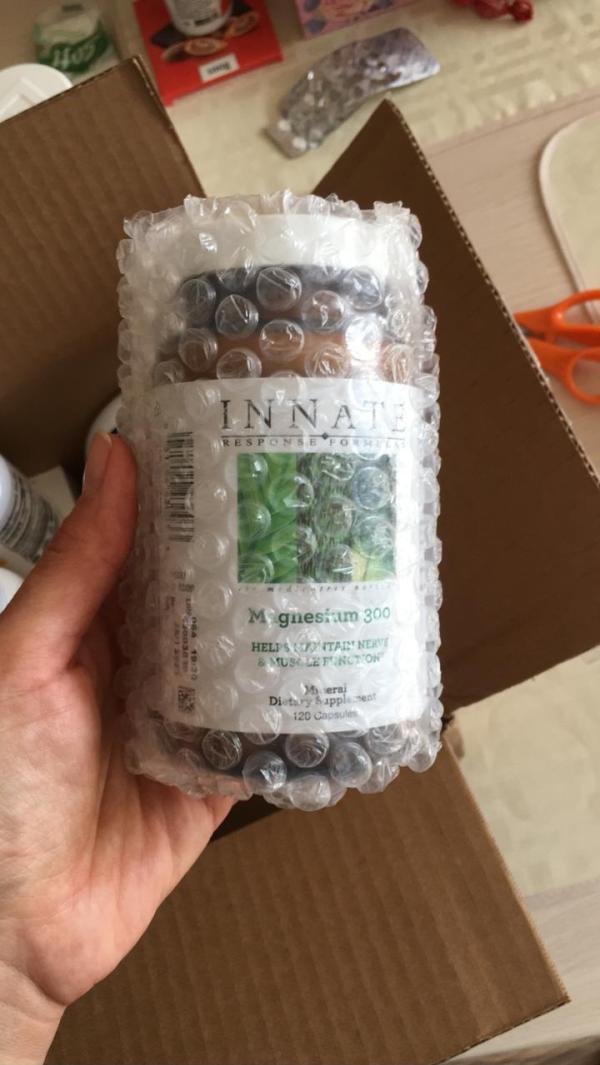 INNATE
RESPONSE FORMULAS
Magnesium 300
HELPS MAINTAIN NERVE
& MUSCLE FUNCTION*
Mineral
Dietary Supplement
120 Capsules